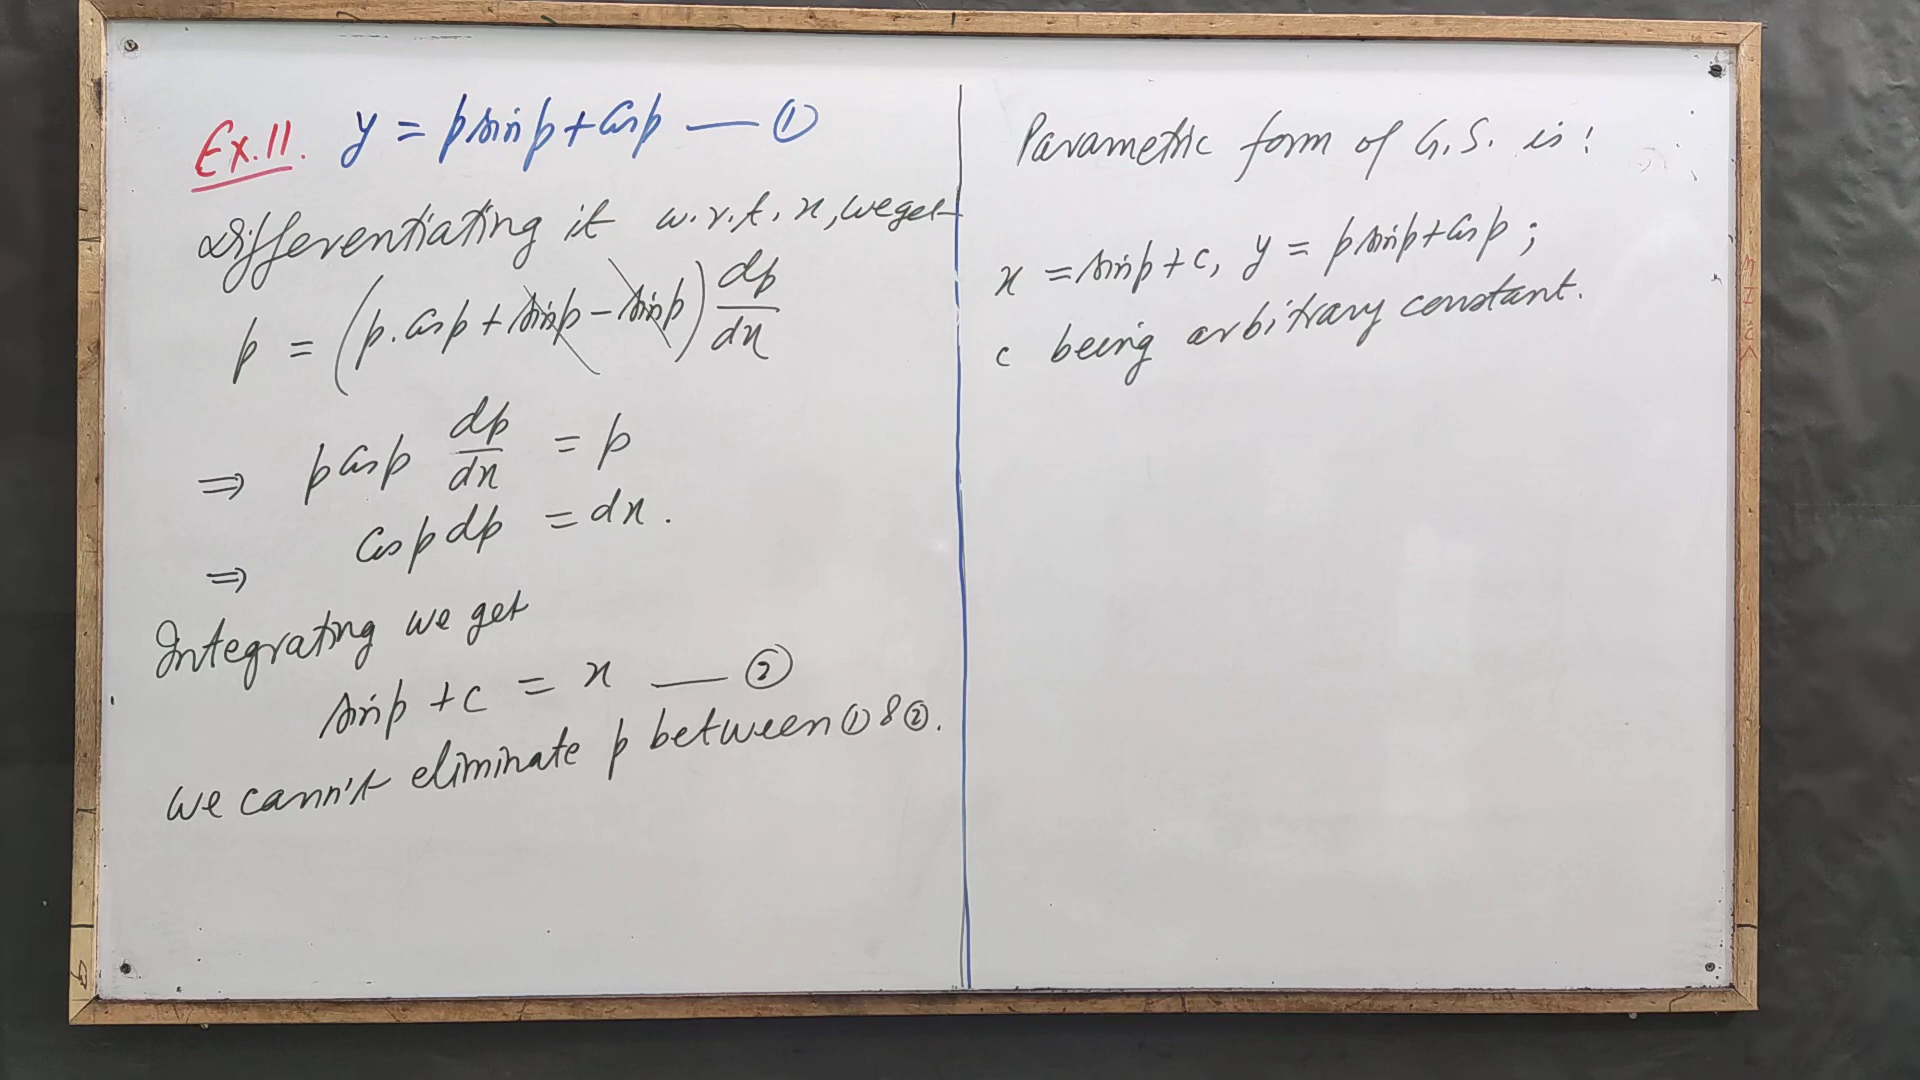 Ex.11. y = p sin p + cos p — ①
Differentiating it w.r.t. x, we get
p = (p. cos p + sin p - sin p) dp/dx
⇒ p cos p dp/dx = p
⇒ cos p dp = dx.
Integrating we get
sin p + c = x — ②
we cann't eliminate p between ① & ②.
Parametric form of G.S. is:
x = sin p + c, y = p sin p + cos p;
c being arbitrary constant.